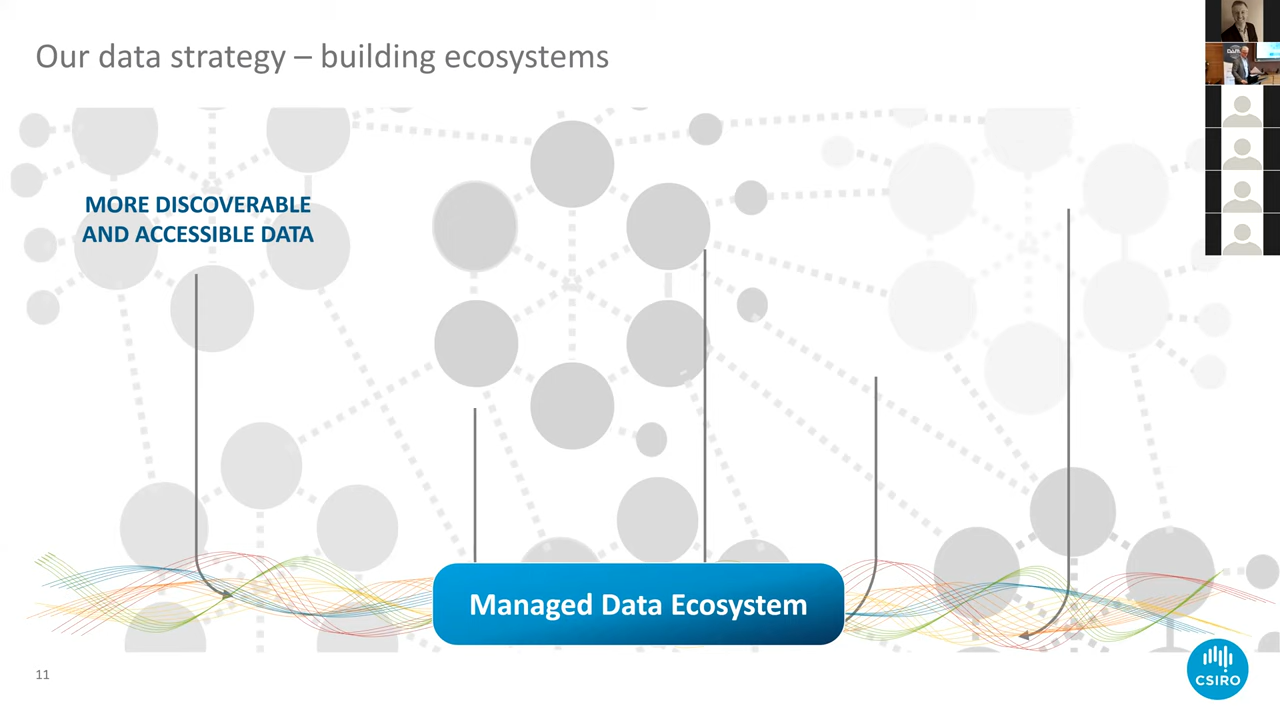 Our data strategy – building ecosystems
MORE DISCOVERABLE
AND ACCESSIBLE DATA
Managed Data Ecosystem
11
CSIRO